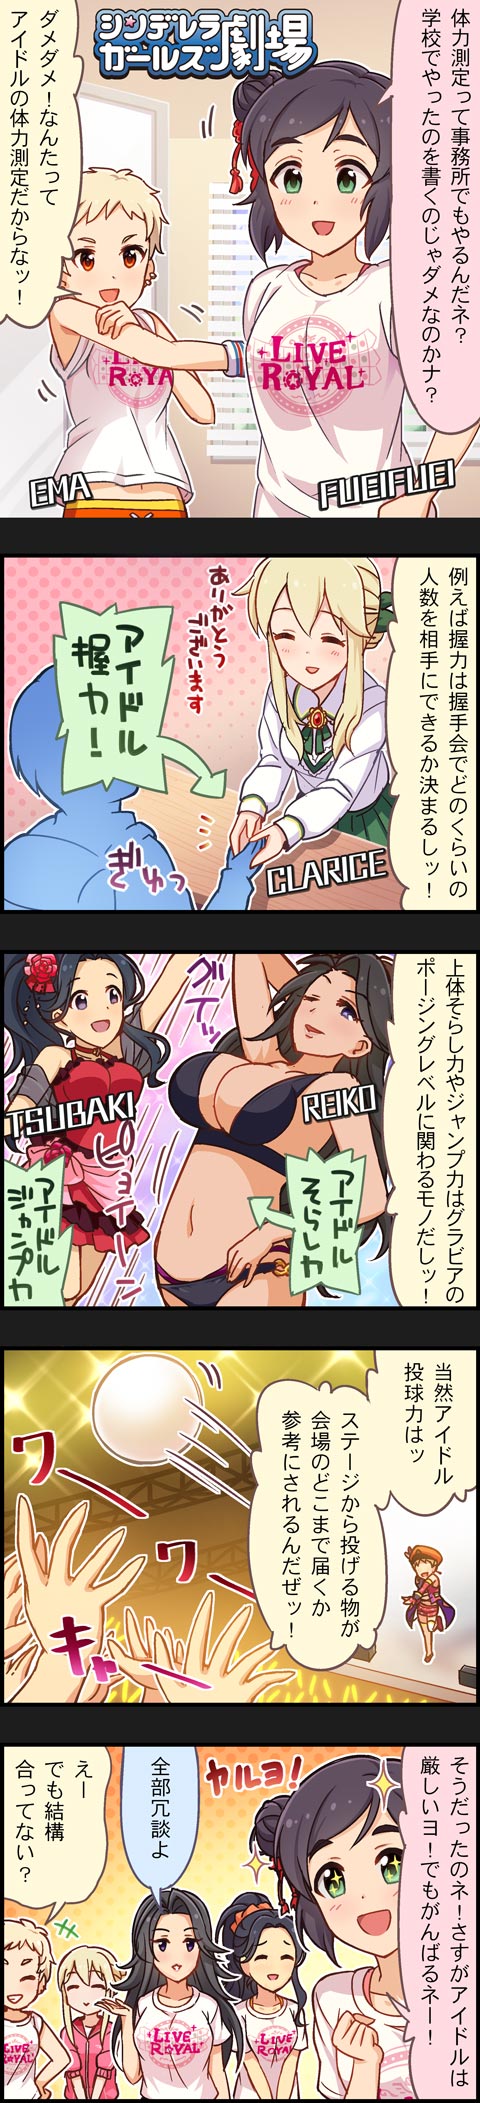 シンデレラ
ガールズ劇場
体力測定って事務所でもやるんだネ？
学校でやったのを書くのじゃダメなのかナ？
ダメダメ！なんたって
アイドルの体力測定だからなッ！
LIVE
ROYAL
LIVE
ROYAL
EMA
FUEIFUEI
例えば握力は握手会でどのくらいの
人数を相手にできるか決まるしッ！
ありがとう
ございます
アイドル
握力！
ぎゅっ
CLARICE
上体そらし力やジャンプ力はグラビアの
ポージングレベルに関わるモノだしッ！
グイッ
REIKO
アイドル
そらし力
TSUBAKI
ピョイーン
アイドル
ジャンプ力
当然アイドル
投球力はッ
ステージから投げる物が
会場のどこまで届くか
参考にされるんだぜッ！
ワー
ワー
キャー
そうだったのネ！さすがアイドルは
厳しいヨ！でもがんばるネー！
ヤルヨ！
全部冗談よ
えー
でも結構
合ってない？
LIVE
ROYAL
LIVE
ROYAL
LIVE
ROYAL